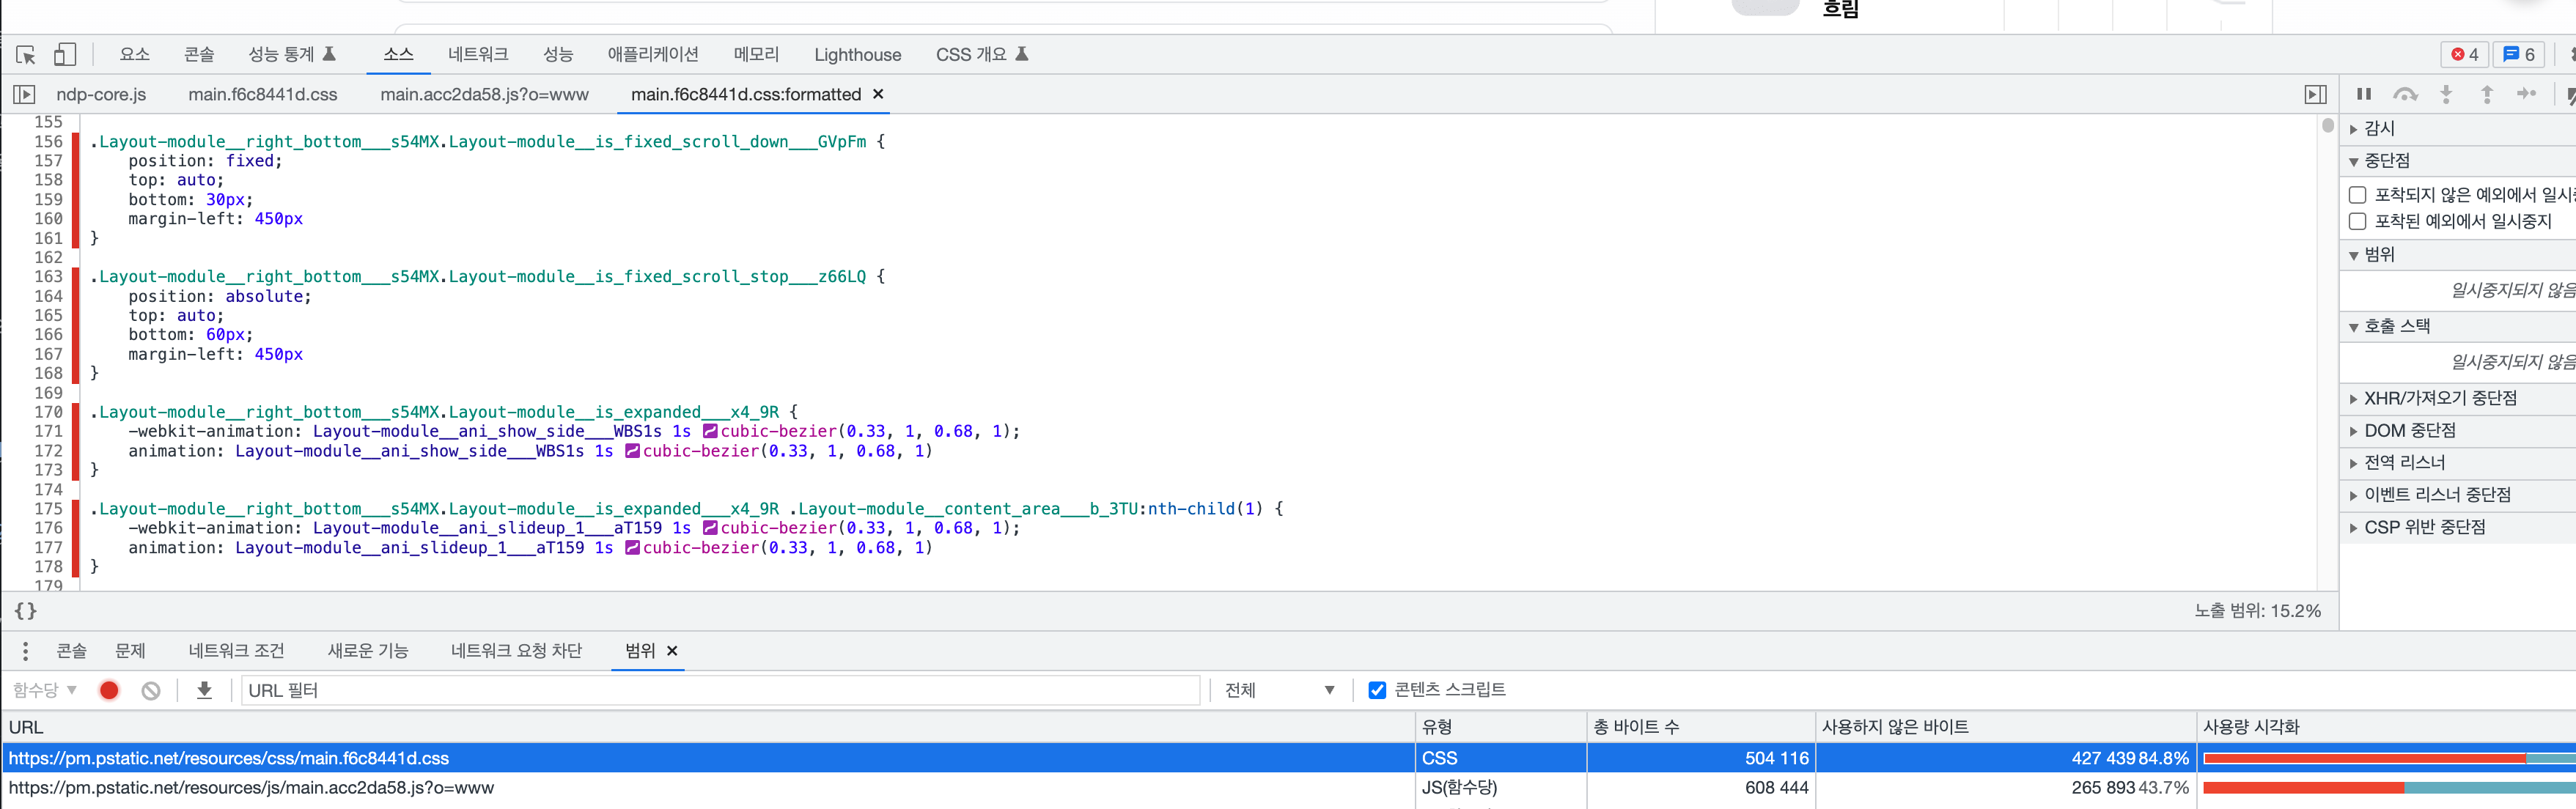 흐림
요소 콘솔 성능 통계 소스 네트워크 성능 애플리케이션 메모리 Lighthouse CSS 개요 4 6
ndp-core.js main.f6c8441d.css main.acc2da58.js?o=www main.f6c8441d.css:formatted ×
155
156 .Layout-module__right_bottom___s54MX.Layout-module__is_fixed_scroll_down___GVpFm {
157 position: fixed;
158 top: auto;
159 bottom: 30px;
160 margin-left: 450px
161 }
162
163 .Layout-module__right_bottom___s54MX.Layout-module__is_fixed_scroll_stop___z66LQ {
164 position: absolute;
165 top: auto;
166 bottom: 60px;
167 margin-left: 450px
168 }
169
170 .Layout-module__right_bottom___s54MX.Layout-module__is_expanded___x4_9R {
171 -webkit-animation: Layout-module__ani_show_side___WBS1s 1s cubic-bezier(0.33, 1, 0.68, 1);
172 animation: Layout-module__ani_show_side___WBS1s 1s cubic-bezier(0.33, 1, 0.68, 1)
173 }
174
175 .Layout-module__right_bottom___s54MX.Layout-module__is_expanded___x4_9R .Layout-module__content_area___b_3TU:nth-child(1) {
176 -webkit-animation: Layout-module__ani_slideup_1___aT159 1s cubic-bezier(0.33, 1, 0.68, 1);
177 animation: Layout-module__ani_slideup_1___aT159 1s cubic-bezier(0.33, 1, 0.68, 1)
178 }
179
{} 노출 범위: 15.2%
감시
중단점
포착되지 않은 예외에서 일시
포착된 예외에서 일시중지
범위
일시중지되지 않음
호출 스택
일시중지되지 않음
XHR/가져오기 중단점
DOM 중단점
전역 리스너
이벤트 리스너 중단점
CSP 위반 중단점
콘솔 문제 네트워크 조건 새로운 기능 네트워크 요청 차단 범위 ×
함수당 URL 필터 전체 콘텐츠 스크립트
URL 유형 총 바이트 수 사용하지 않은 바이트 사용량 시각화
https://pm.pstatic.net/resources/css/main.f6c8441d.css CSS 504 116 427 439 84.8%
https://pm.pstatic.net/resources/js/main.acc2da58.js?o=www JS(함수당) 608 444 265 893 43.7%